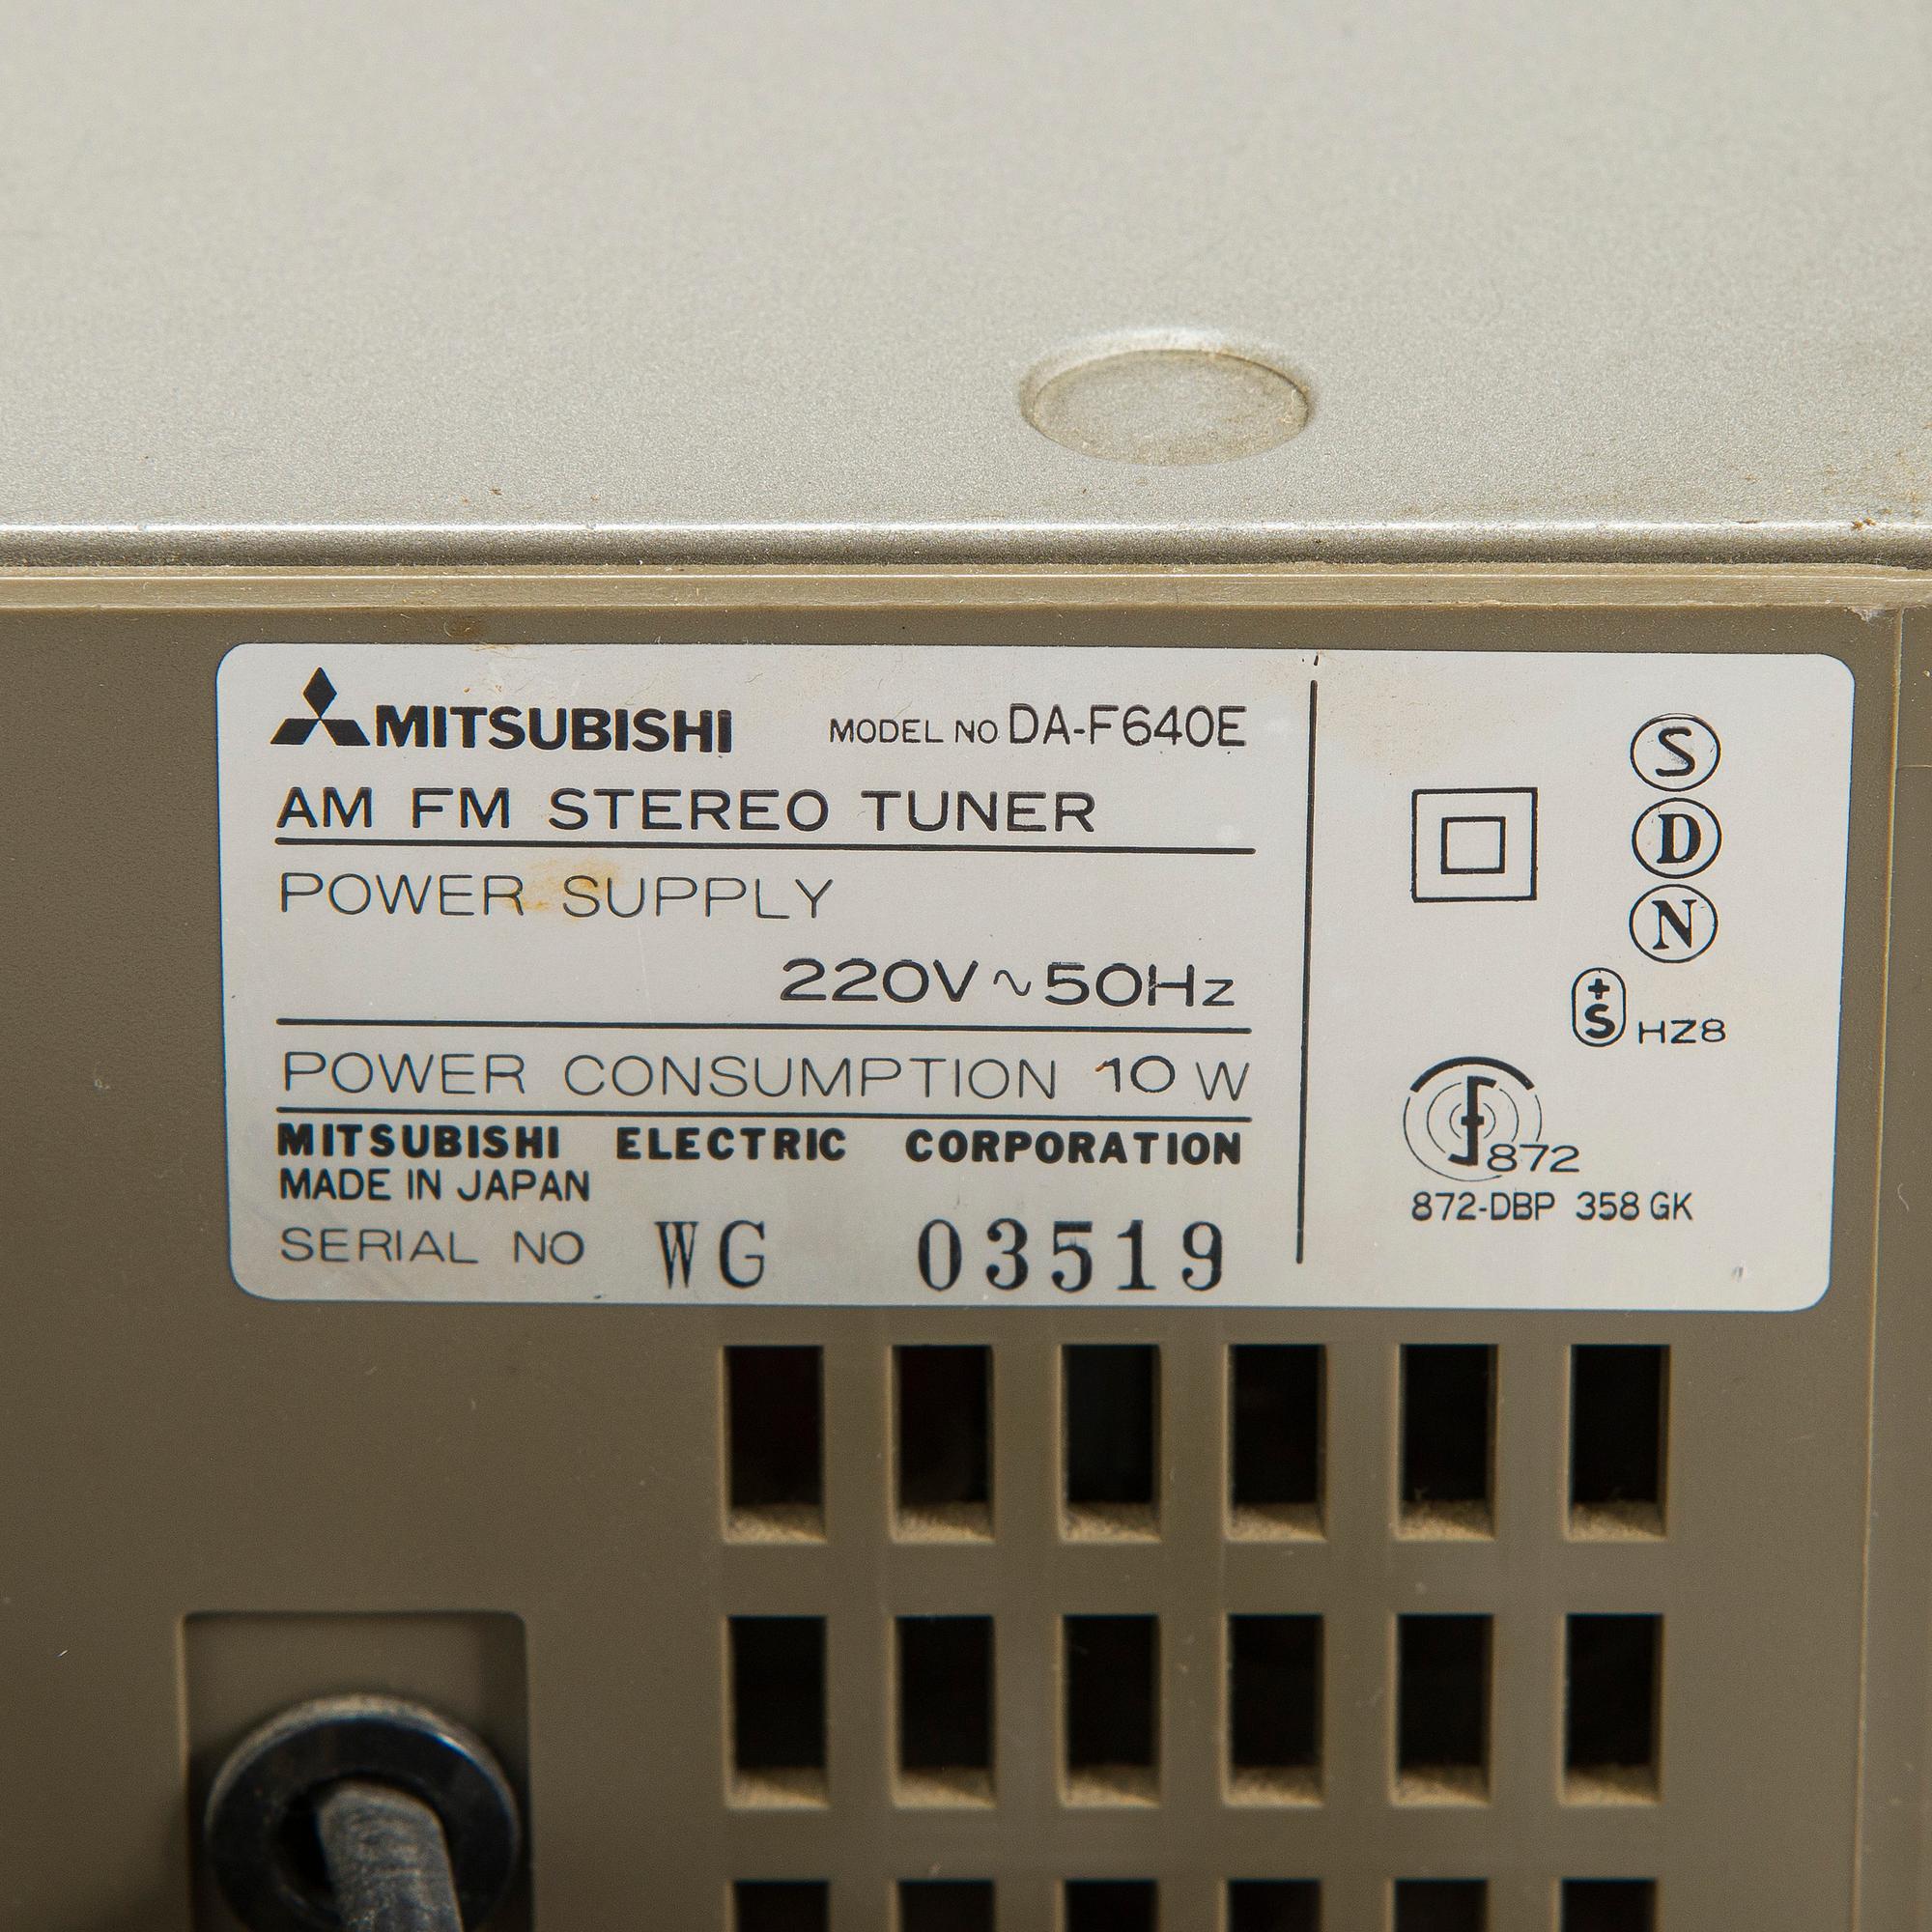 MITSUBISHI MODEL NO DA-F640E
AM FM STEREO TUNER
POWER SUPPLY
220V~50Hz
POWER CONSUMPTION 10 W
MITSUBISHI ELECTRIC CORPORATION
MADE IN JAPAN
SERIAL NO WG 03519
S
D
N
+S HZ8
F 872
872-DBP 358 GK